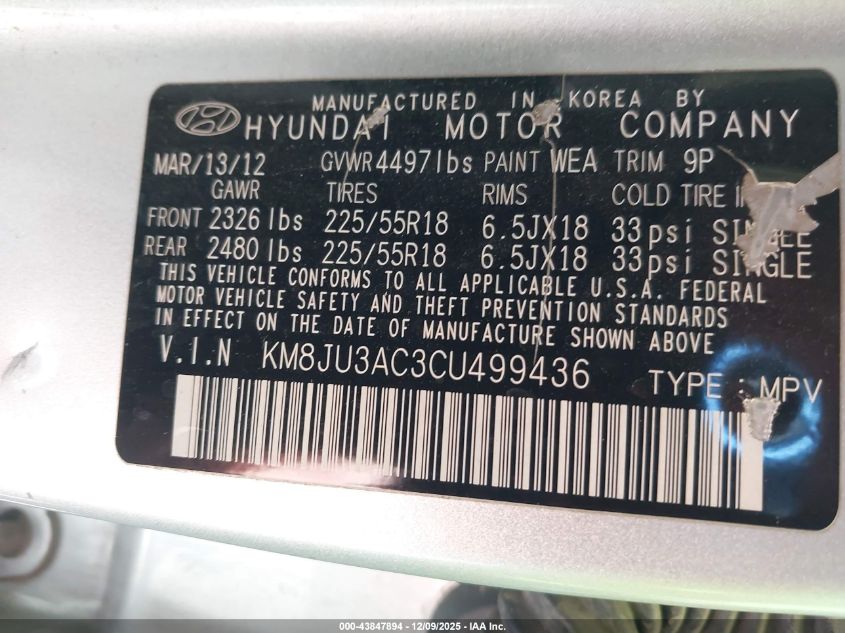 MANUFACTURED IN KOREA BY
HYUNDAI MOTOR COMPANY
MAR/13/12 GVWR 4497lbs PAINT WEA TRIM 9P
GAWR TIRES RIMS COLD TIRE
FRONT 2326 lbs 225/55R18 6.5JX18 33psi SINGLE
REAR 2480 lbs 225/55R18 6.5JX18 33psi SINGLE
THIS VEHICLE CONFORMS TO ALL APPLICABLE U.S.A. FEDERAL
MOTOR VEHICLE SAFETY AND THEFT PREVENTION STANDARDS
IN EFFECT ON THE DATE OF MANUFACTURE SHOWN ABOVE
V.I.N KM8JU3AC3CU499436 TYPE : MPV
000-43847894 - 12/09/2025 - IAA Inc.